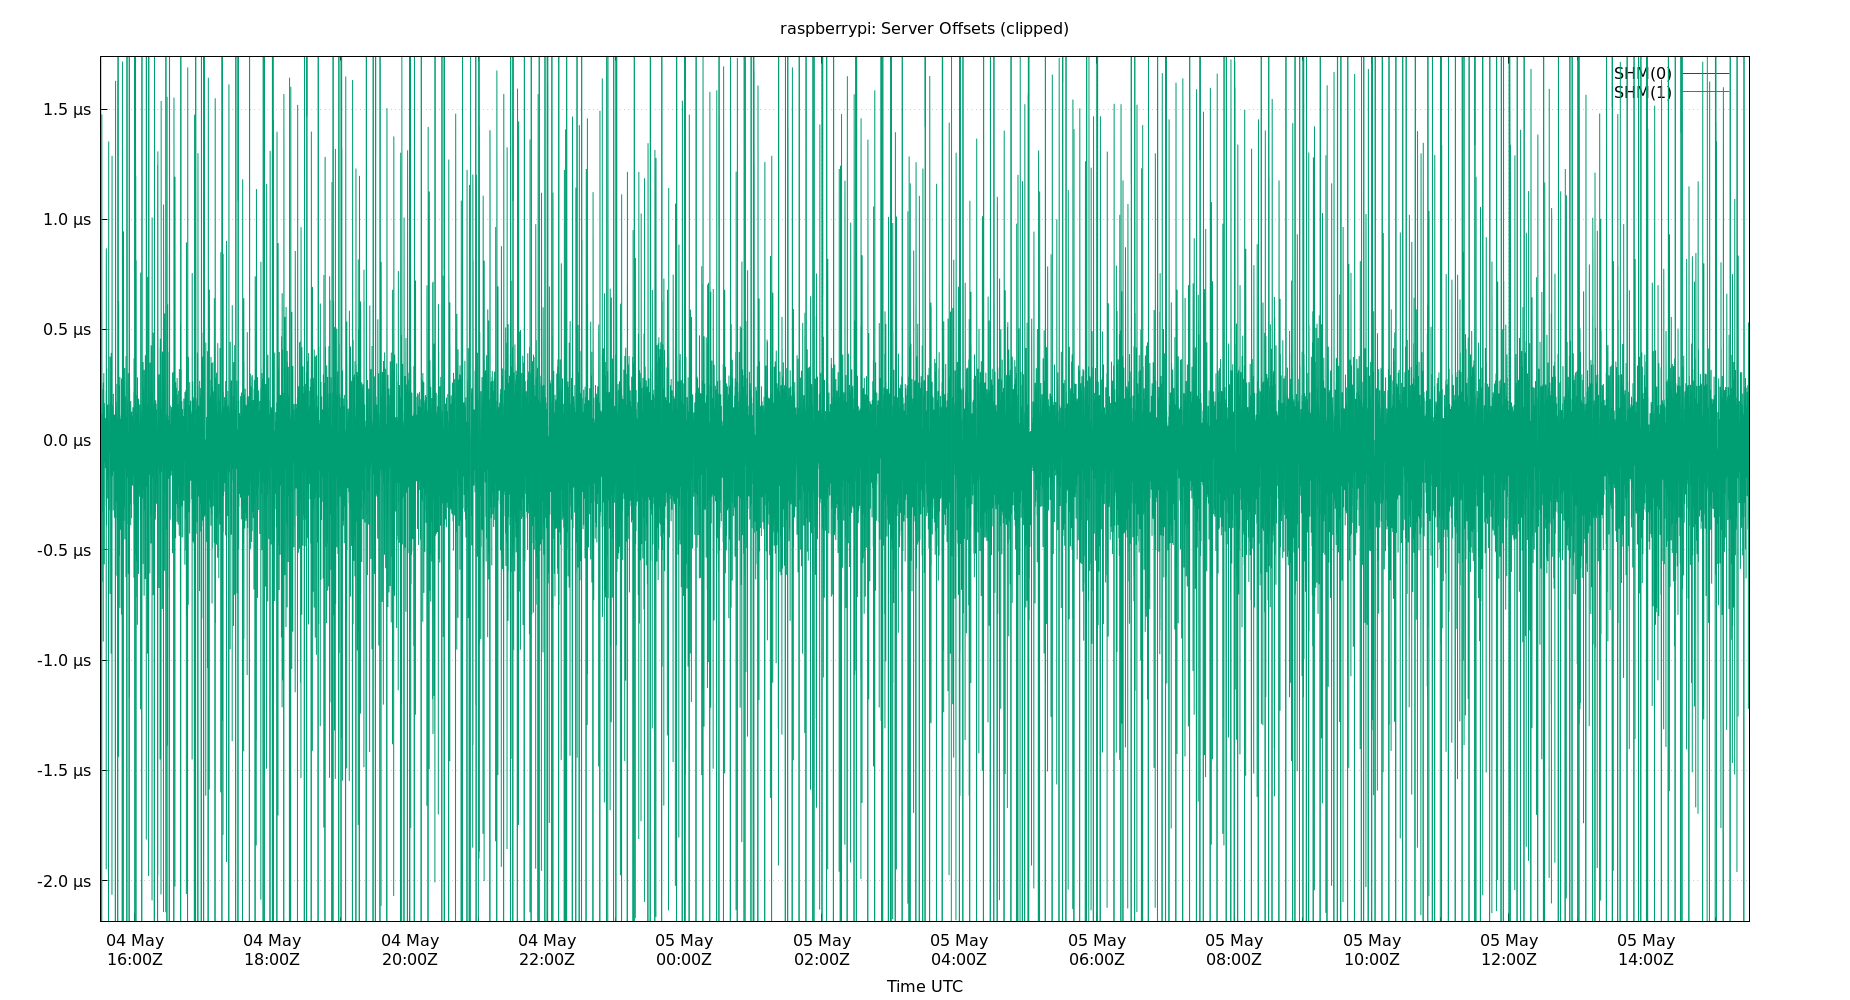 raspberrypi: Server Offsets (clipped)
SHM(0)
SHM(1)
1.5 µs
1.0 µs
0.5 µs
0.0 µs
-0.5 µs
-1.0 µs
-1.5 µs
-2.0 µs
04 May 04 May 04 May 04 May 05 May 05 May 05 May 05 May 05 May 05 May 05 May 05 May
16:00Z 18:00Z 20:00Z 22:00Z 00:00Z 02:00Z 04:00Z 06:00Z 08:00Z 10:00Z 12:00Z 14:00Z
Time UTC